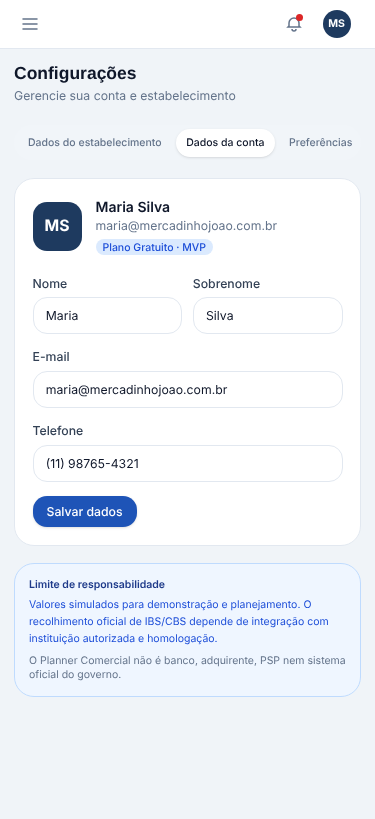 MS
Configurações
Gerencie sua conta e estabelecimento
Dados do estabelecimento
Dados da conta
Preferências
MS
Maria Silva
maria@mercadinhojoao.com.br
Plano Gratuito · MVP
Nome
Sobrenome
Maria
Silva
E-mail
maria@mercadinhojoao.com.br
Telefone
(11) 98765-4321
Salvar dados
Limite de responsabilidade
Valores simulados para demonstração e planejamento. O
recolhimento oficial de IBS/CBS depende de integração com
instituição autorizada e homologação.
O Planner Comercial não é banco, adquirente, PSP nem sistema
oficial do governo.